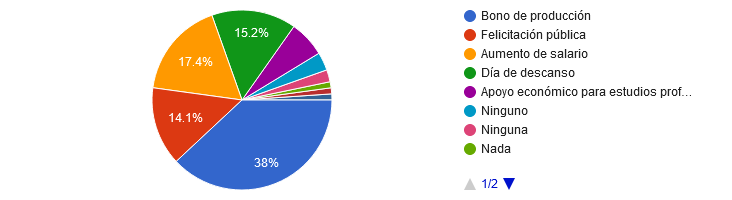 15.2%
17.4%
14.1%
38%
Bono de producción
Felicitación pública
Aumento de salario
Día de descanso
Apoyo económico para estudios prof...
Ninguno
Ninguna
Nada
1/2